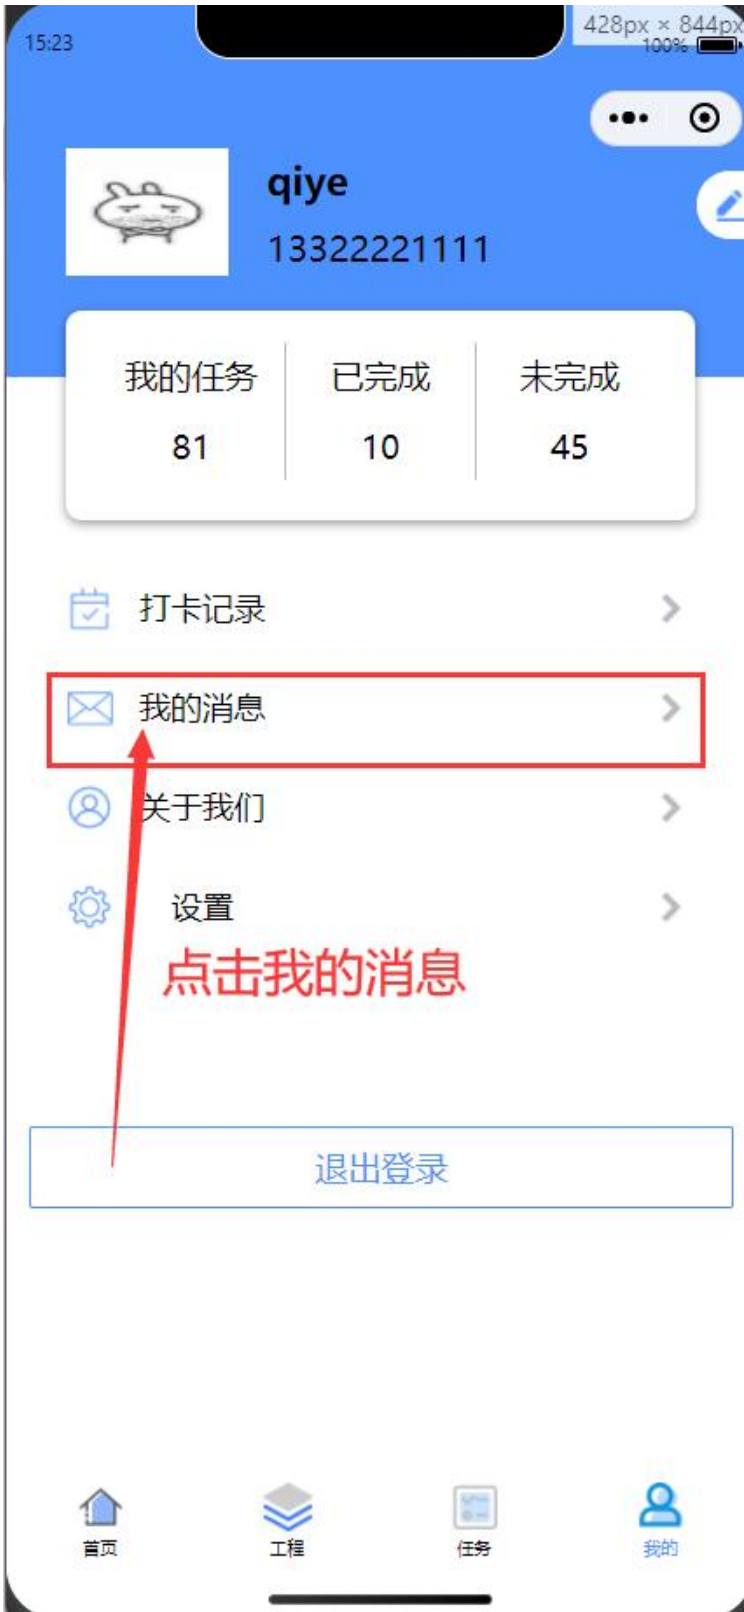 428px × 844px
15:23
100%
qiye
13322221111
我的任务 已完成 未完成
81 10 45
打卡记录
我的消息
关于我们
设置
点击我的消息
退出登录
首页 工程 任务 我的